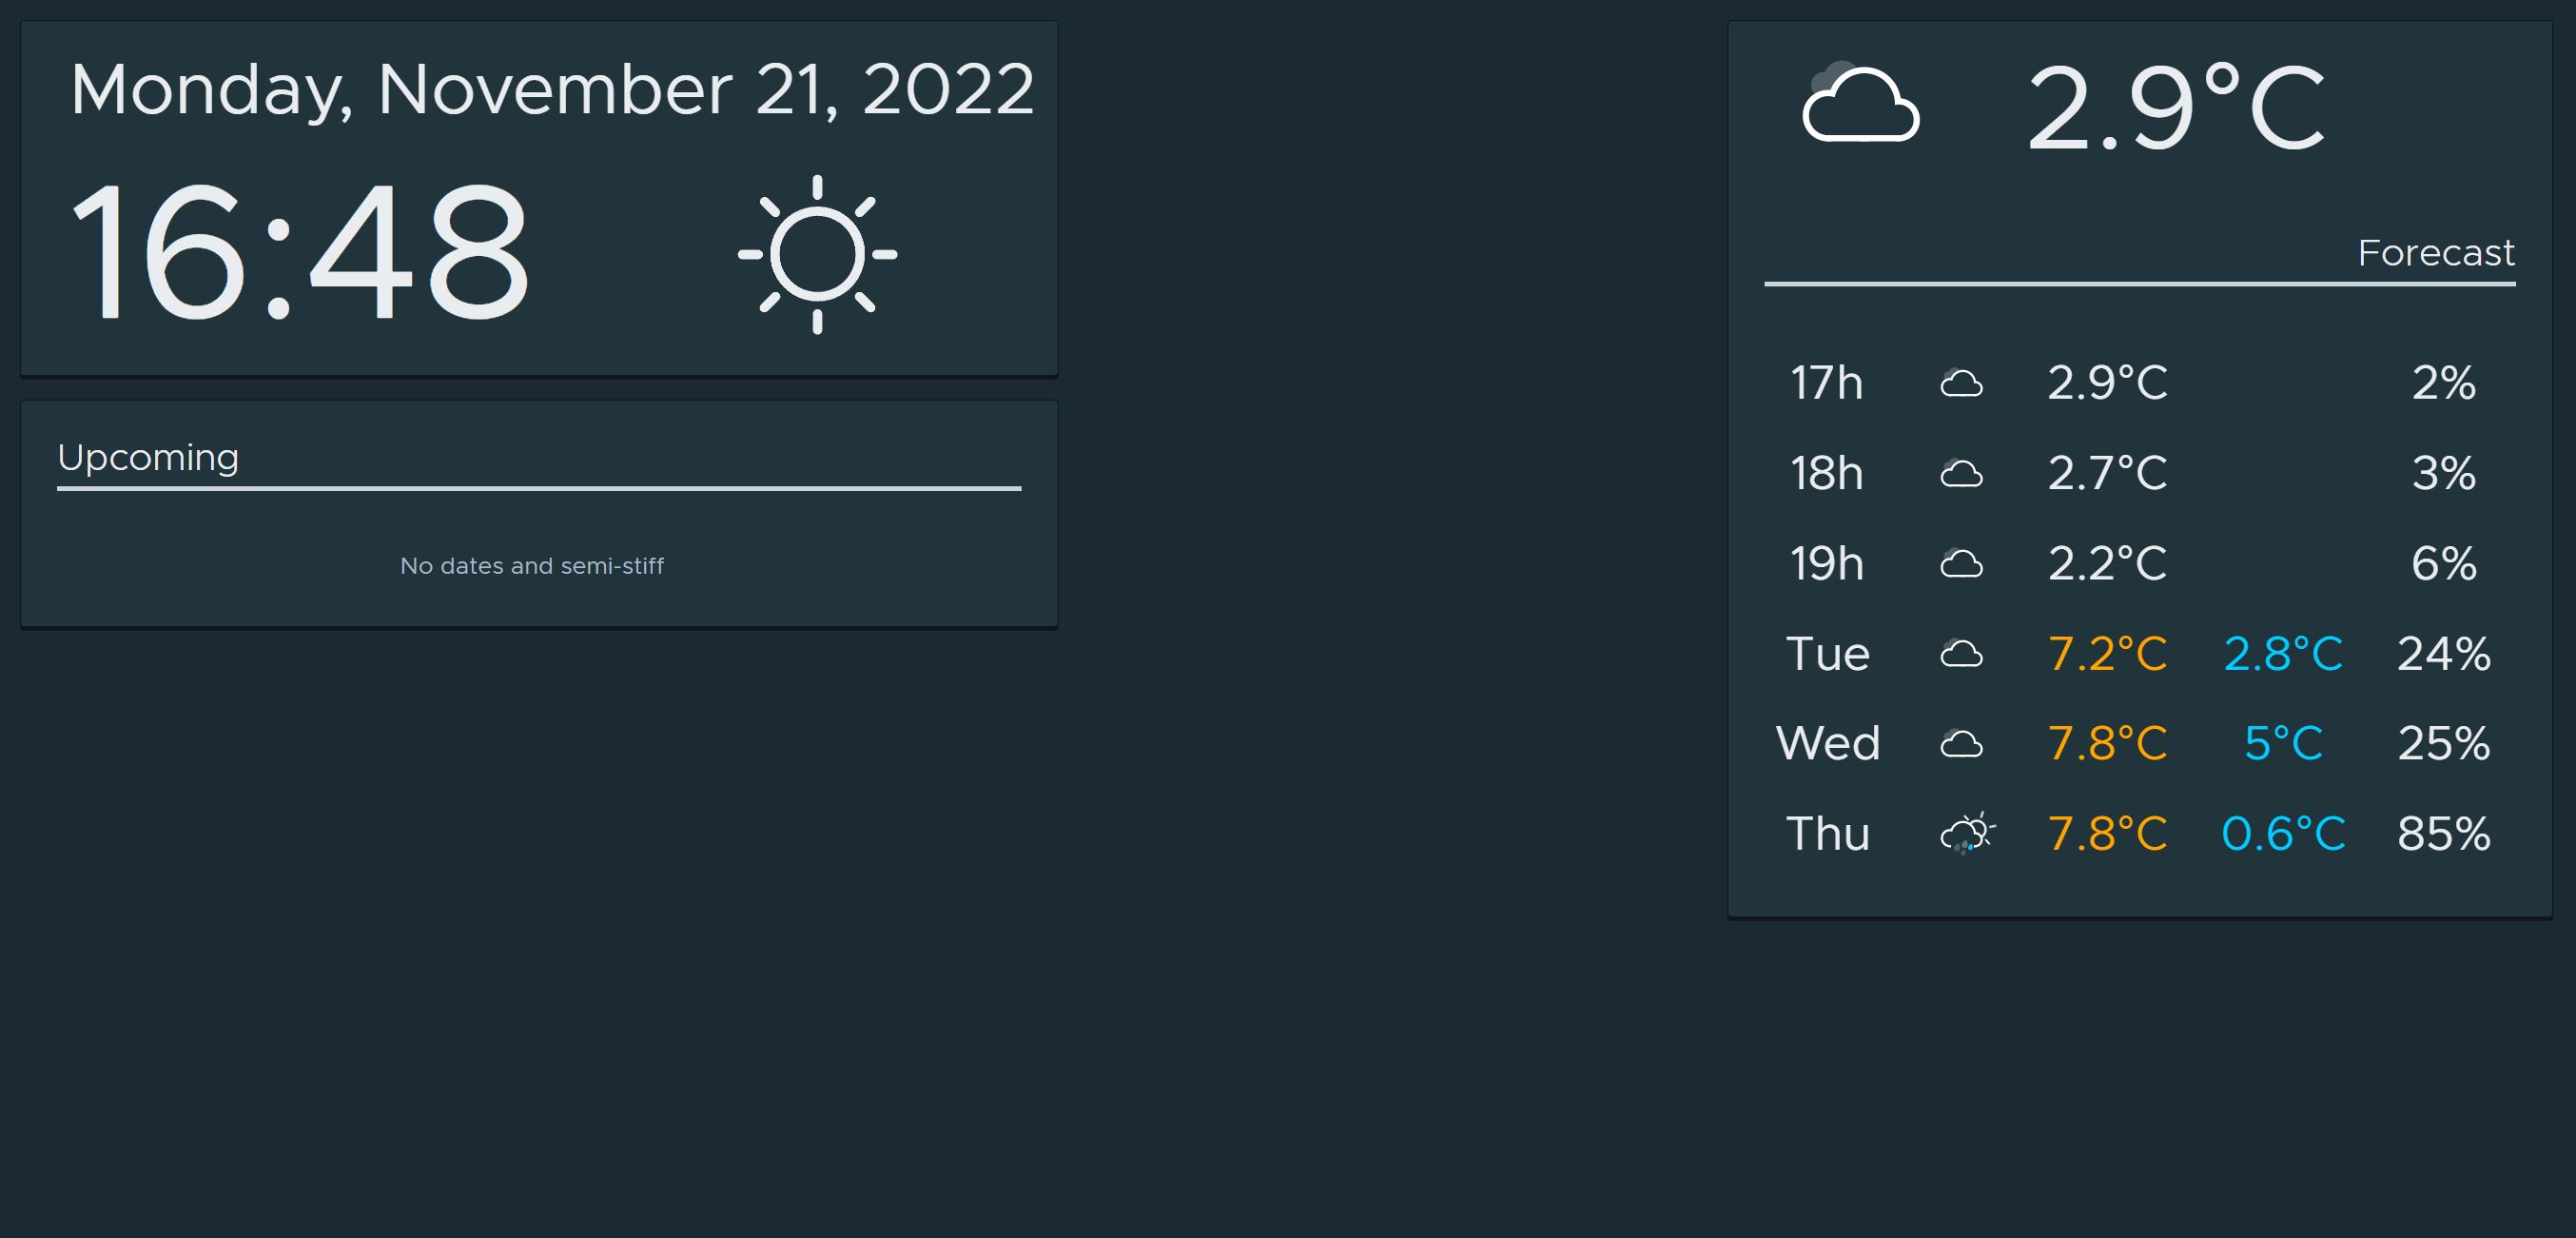 Monday, November 21, 2022
16:48
Upcoming
No dates and semi-stiff
2.9°C
Forecast
17h 2.9°C 2%
18h 2.7°C 3%
19h 2.2°C 6%
Tue 7.2°C 2.8°C 24%
Wed 7.8°C 5°C 25%
Thu 7.8°C 0.6°C 85%